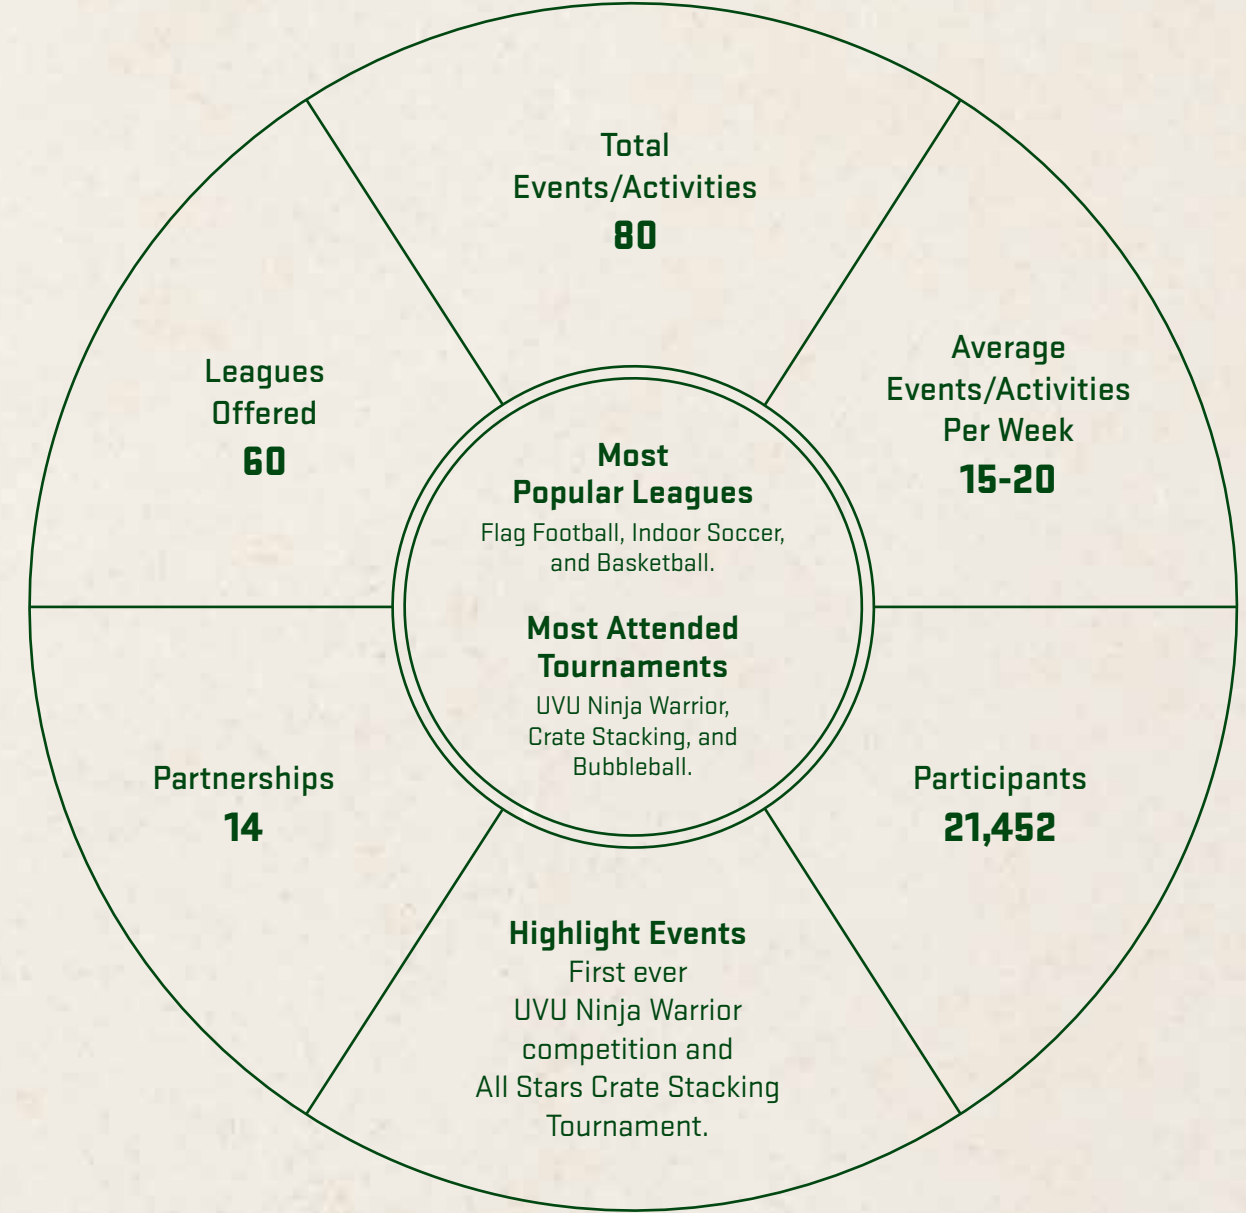 Total
Events/Activities
80
Average
Events/Activities
Per Week
15-20
Leagues
Offered
60
Most
Popular Leagues
Flag Football, Indoor Soccer,
and Basketball.
Most Attended
Tournaments
UVU Ninja Warrior,
Crate Stacking, and
Bubbleball.
Partnerships
14
Participants
21,452
Highlight Events
First ever
UVU Ninja Warrior
competition and
All Stars Crate Stacking
Tournament.